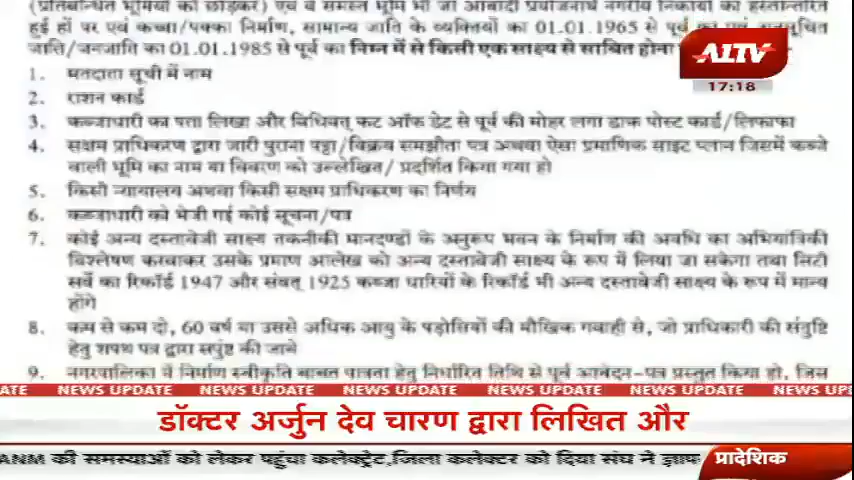 (प्रतिबन्धित भूमियों को छोड़कर) एवं वे समस्त भूमि भी जो आबादी प्रयोजनार्थ नगरीय निकायों को हस्तान्तरित
हुई हो पर एवं कच्चा/पक्का निर्माण, सामान्य जाति के व्यक्तियों का 01.01.1965 से पूर्व का एवं अनुसूचित
जाति/जनजाति का 01.01.1985 से पूर्व का निम्न में से किसी एक साक्ष्य से साबित होना
ALTV
17:18
1. मतदाता सूची में नाम
2. राशन कार्ड
3. कब्जाधारी का पता लिखा और विधिवत् कट ऑफ डेट से पूर्व की मोहर लगा डाक पोस्ट कार्ड/लिफाफा
4. सक्षम प्राधिकरण द्वारा जारी पुराना पट्टा/विक्रय समझौता पत्र अथवा ऐसा प्रमाणिक साइट प्लान जिसमें कब्जे
वाली भूमि का नाम या विवरण को उल्लेखित/ प्रदर्शित किया गया हो
5. किसी न्यायालय अथवा किसी सक्षम प्राधिकरण का निर्णय
6. कब्जाधारी को भेजी गई कोई सूचना/पत्र
7. कोई अन्य दस्तावेजी साक्ष्य तकनीकी मानदण्डों के अनुरूप भवन के निर्माण की अवधि का अभियांत्रिकी
विश्लेषण करवाकर उसके प्रमाण आलेख को अन्य दस्तावेजी साक्ष्य के रूप में लिया जा सकेगा तथा सिटी
सर्वे का रिकॉर्ड 1947 और संवत् 1925 कब्जा धारियों के रिकॉर्ड भी अन्य दस्तावेजी साक्ष्य के रूप में मान्य
होंगे
8. कम से कम दो, 60 वर्ष या उससे अधिक आयु के पड़ोसियों की मौखिक गवाही से, जो प्राधिकारी की संतुष्टि
हेतु शपथ पत्र द्वारा सपुंष्ट की जावे
9. नगरपालिका में निर्माण स्वीकृति बाबत पात्रता हेतु निर्धारित तिथि से पूर्व आवेदन-पत्र प्रस्तुत किया हो, जिस
ATE NEWS UPDATE NEWS UPDATE NEWS UPDATE NEWS UPDATE NEWS UPDATE NEWS UP
डॉक्टर अर्जुन देव चारण द्वारा लिखित और
ANM की समस्याओं को लेकर पहुंचा कलेक्ट्रेट,जिला कलेक्टर को दिया संघ ने ज्ञाप
प्रादेशिक